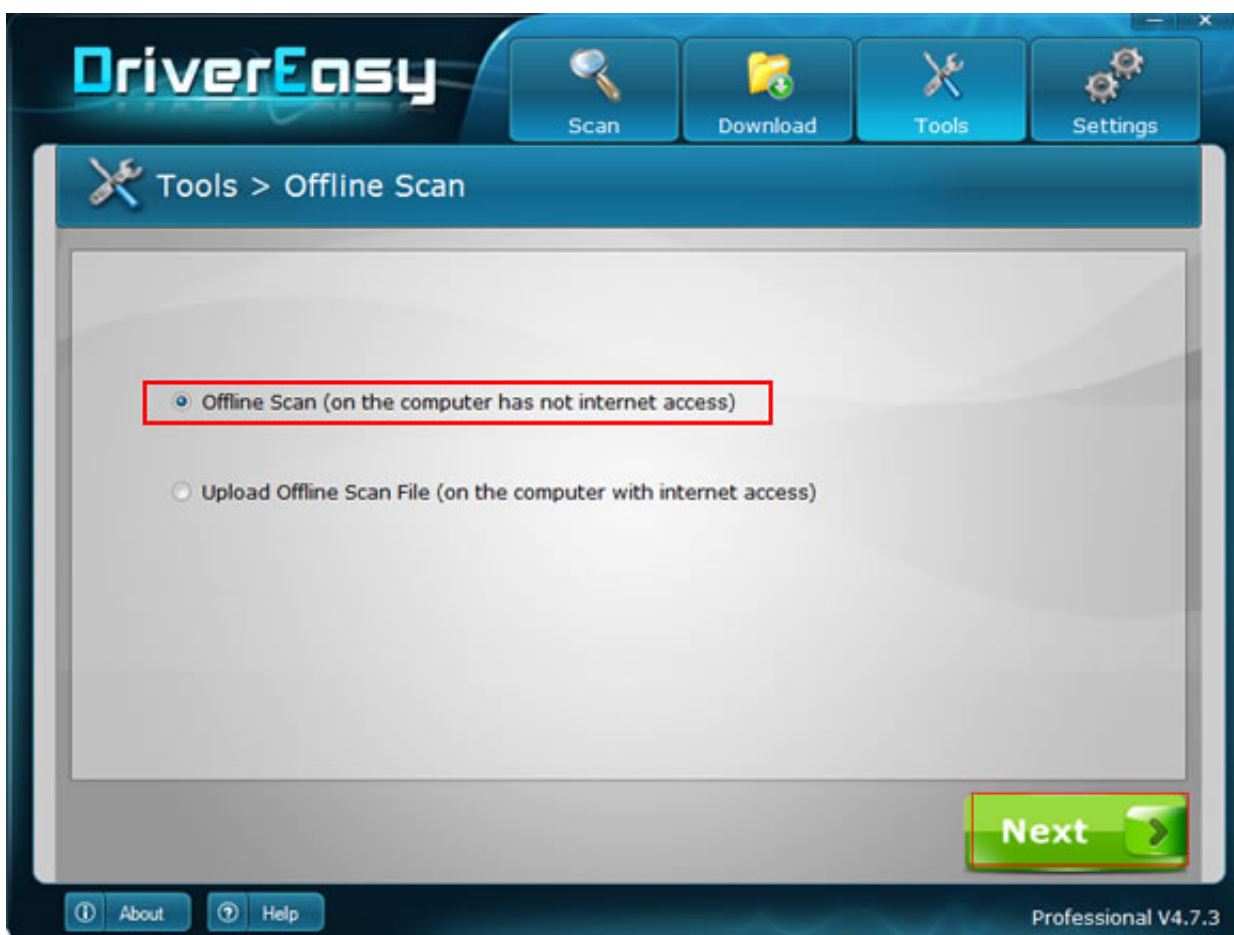 DriverEasy
Scan
Download
Tools
Settings
Tools > Offline Scan
Offline Scan (on the computer has not internet access)
Upload Offline Scan File (on the computer with internet access)
Next
About
Help
Professional V4.7.3